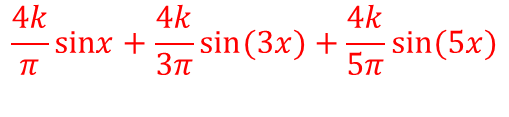 4k/π sinx + 4k/3π sin(3x) + 4k/5π sin(5x)